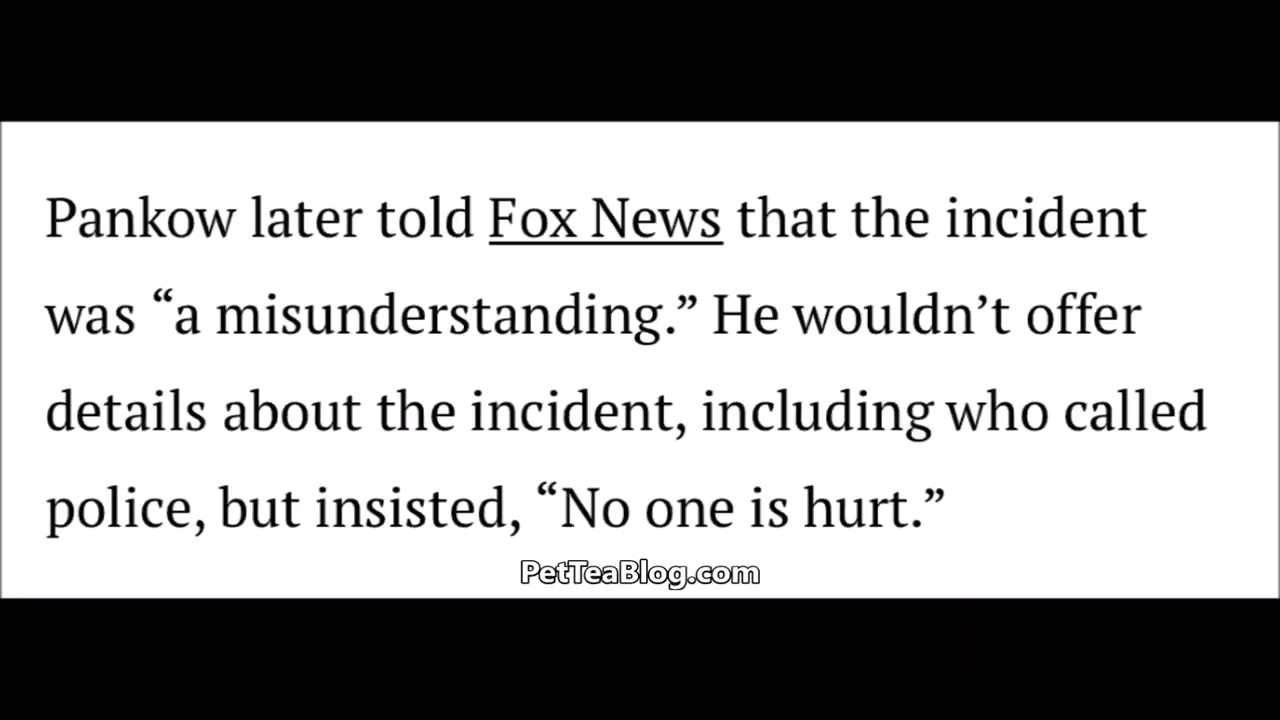 Pankow later told Fox News that the incident
was “a misunderstanding.” He wouldn’t offer
details about the incident, including who called
police, but insisted, “No one is hurt.”
PetTeaBlog.com